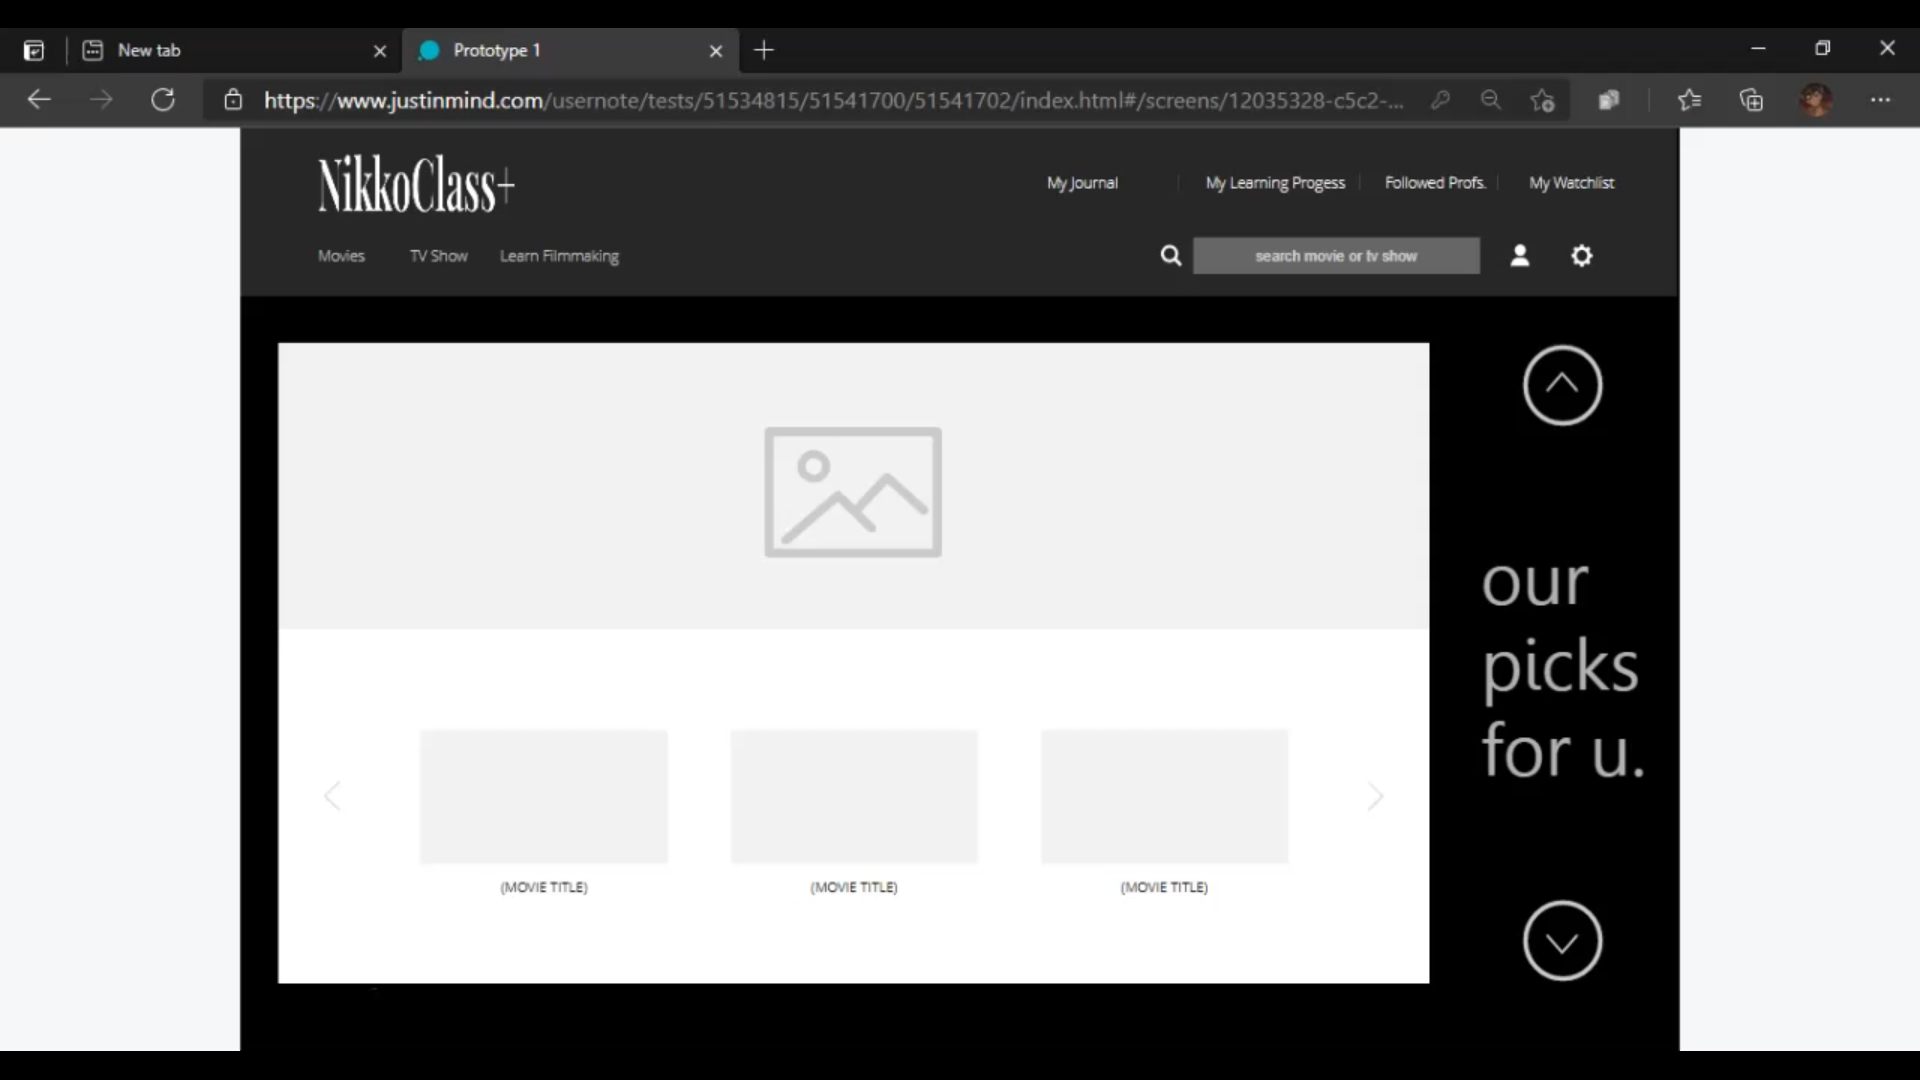 New tab
Prototype 1
https://www.justinmind.com/usernote/tests/51534815/51541700/51541702/index.html#/screens/12035328-c5c2-...
NikkoClass+
My Journal
My Learning Progess
Followed Profs.
My Watchlist
Movies
TV Show
Learn Filmmaking
search movie or tv show
our
picks
for u.
(MOVIE TITLE)
(MOVIE TITLE)
(MOVIE TITLE)